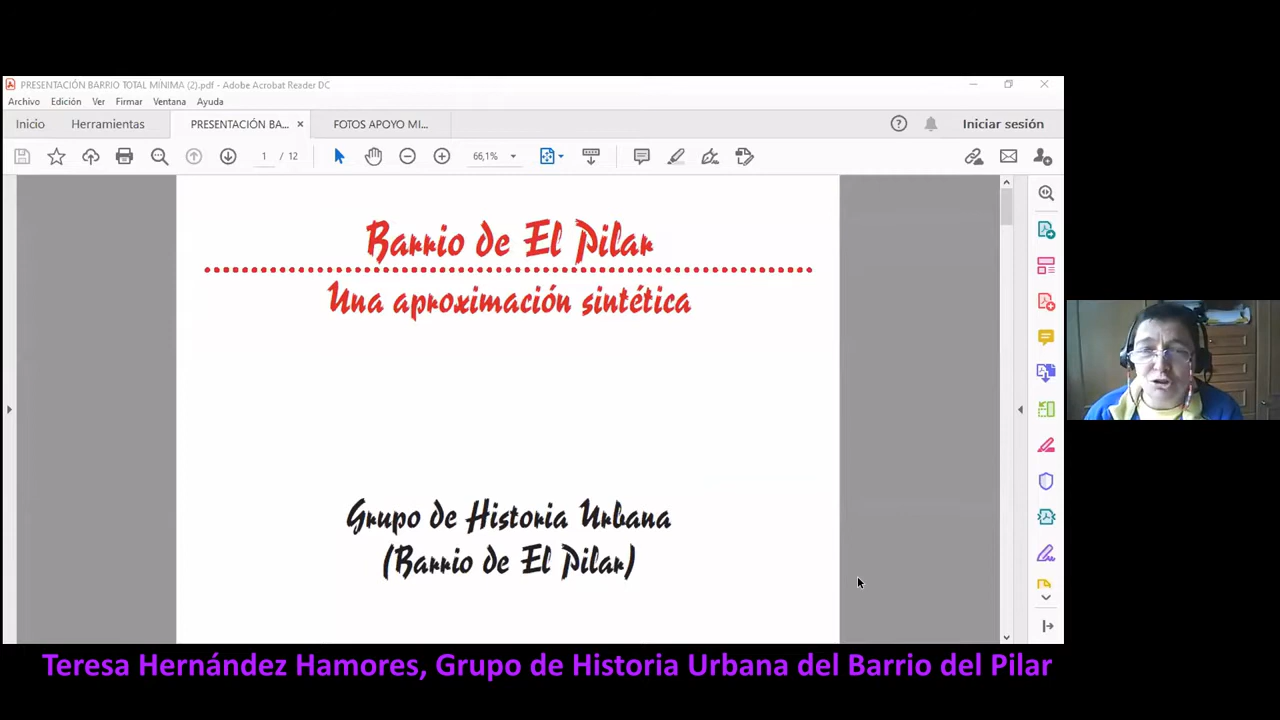 PRESENTACIÓN BARRIO TOTAL MÍNIMA (2).pdf - Adobe Acrobat Reader DC
Archivo Edición Ver Firmar Ventana Ayuda
Inicio Herramientas PRESENTACIÓN BA... × FOTOS APOYO MI... Iniciar sesión
1 / 12 66,1%
Barrio de El Pilar
Una aproximación sintética
Grupo de Historia Urbana
(Barrio de El Pilar)
Teresa Hernández Hamores, Grupo de Historia Urbana del Barrio del Pilar